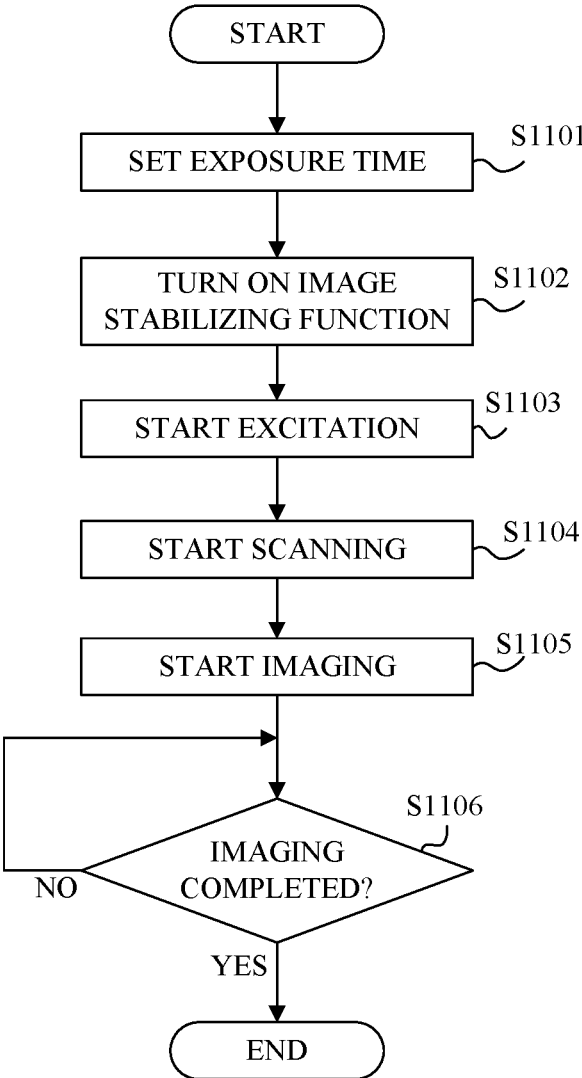 START
S1101
SET EXPOSURE TIME
S1102
TURN ON IMAGE
STABILIZING FUNCTION
S1103
START EXCITATION
S1104
START SCANNING
S1105
START IMAGING
S1106
IMAGING
COMPLETED?
NO
YES
END